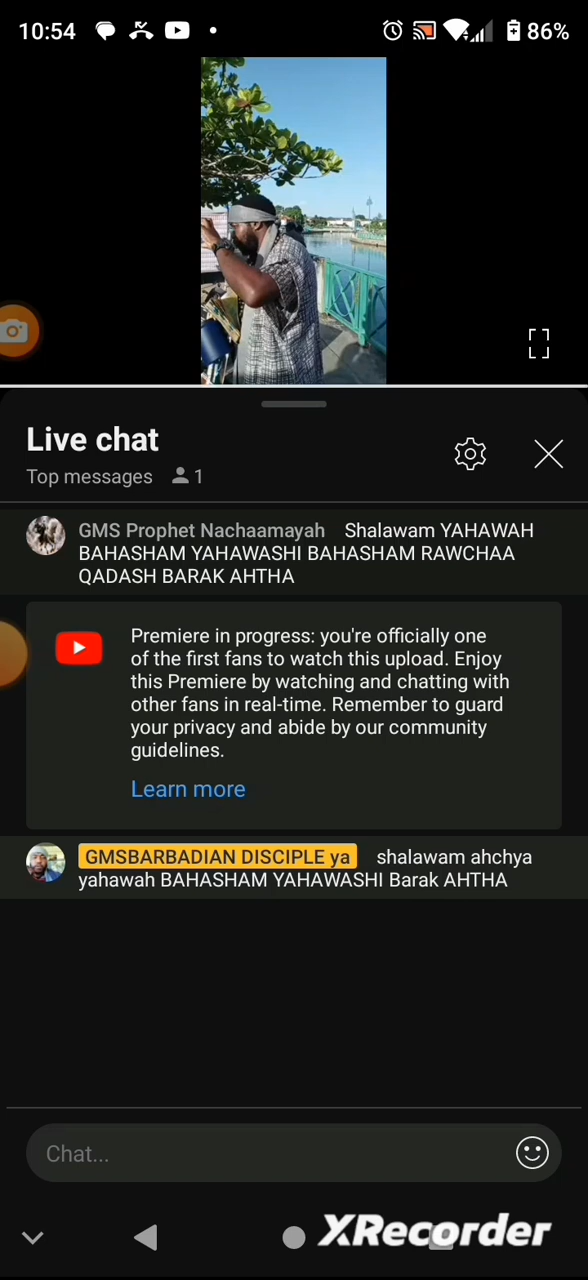 10:54
86%
Live chat
Top messages 1
GMS Prophet Nachaamayah Shalawam YAHAWAH
BAHASHAM YAHAWASHI BAHASHAM RAWCHAA
QADASH BARAK AHTHA
Premiere in progress: you're officially one
of the first fans to watch this upload. Enjoy
this Premiere by watching and chatting with
other fans in real-time. Remember to guard
your privacy and abide by our community
guidelines.
Learn more
GMSBARBADIAN DISCIPLE ya shalawam ahchya
yahawah BAHASHAM YAHAWASHI Barak AHTHA
Chat...
XRecorder